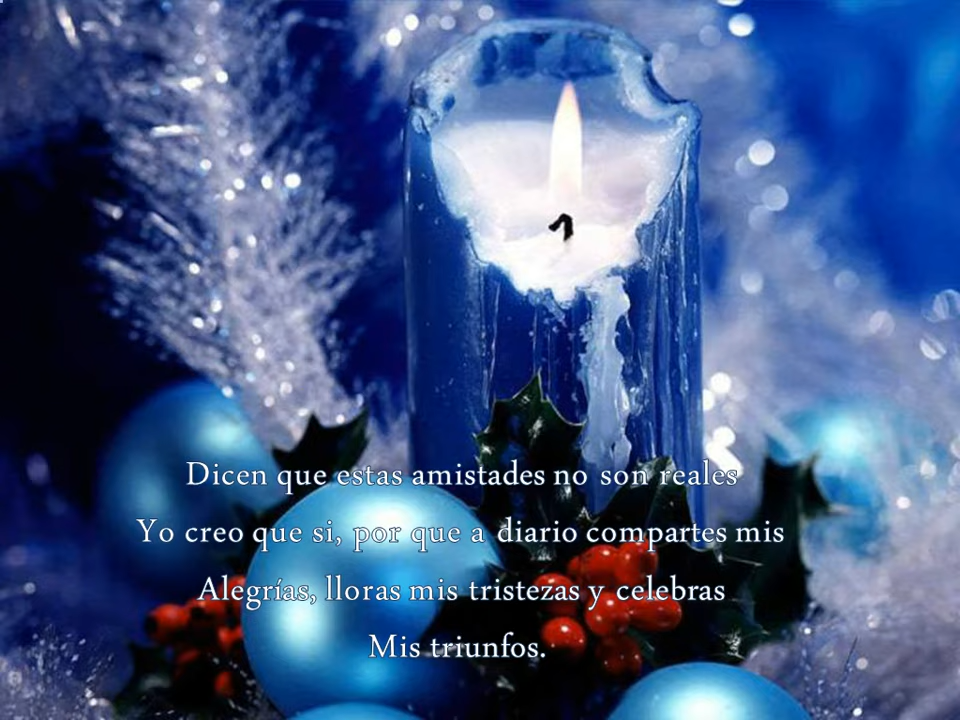 Dicen que estas amistades no son reales
Yo creo que si, por que a diario compartes mis
Alegrías, lloras mis tristezas y celebras
Mis triunfos.